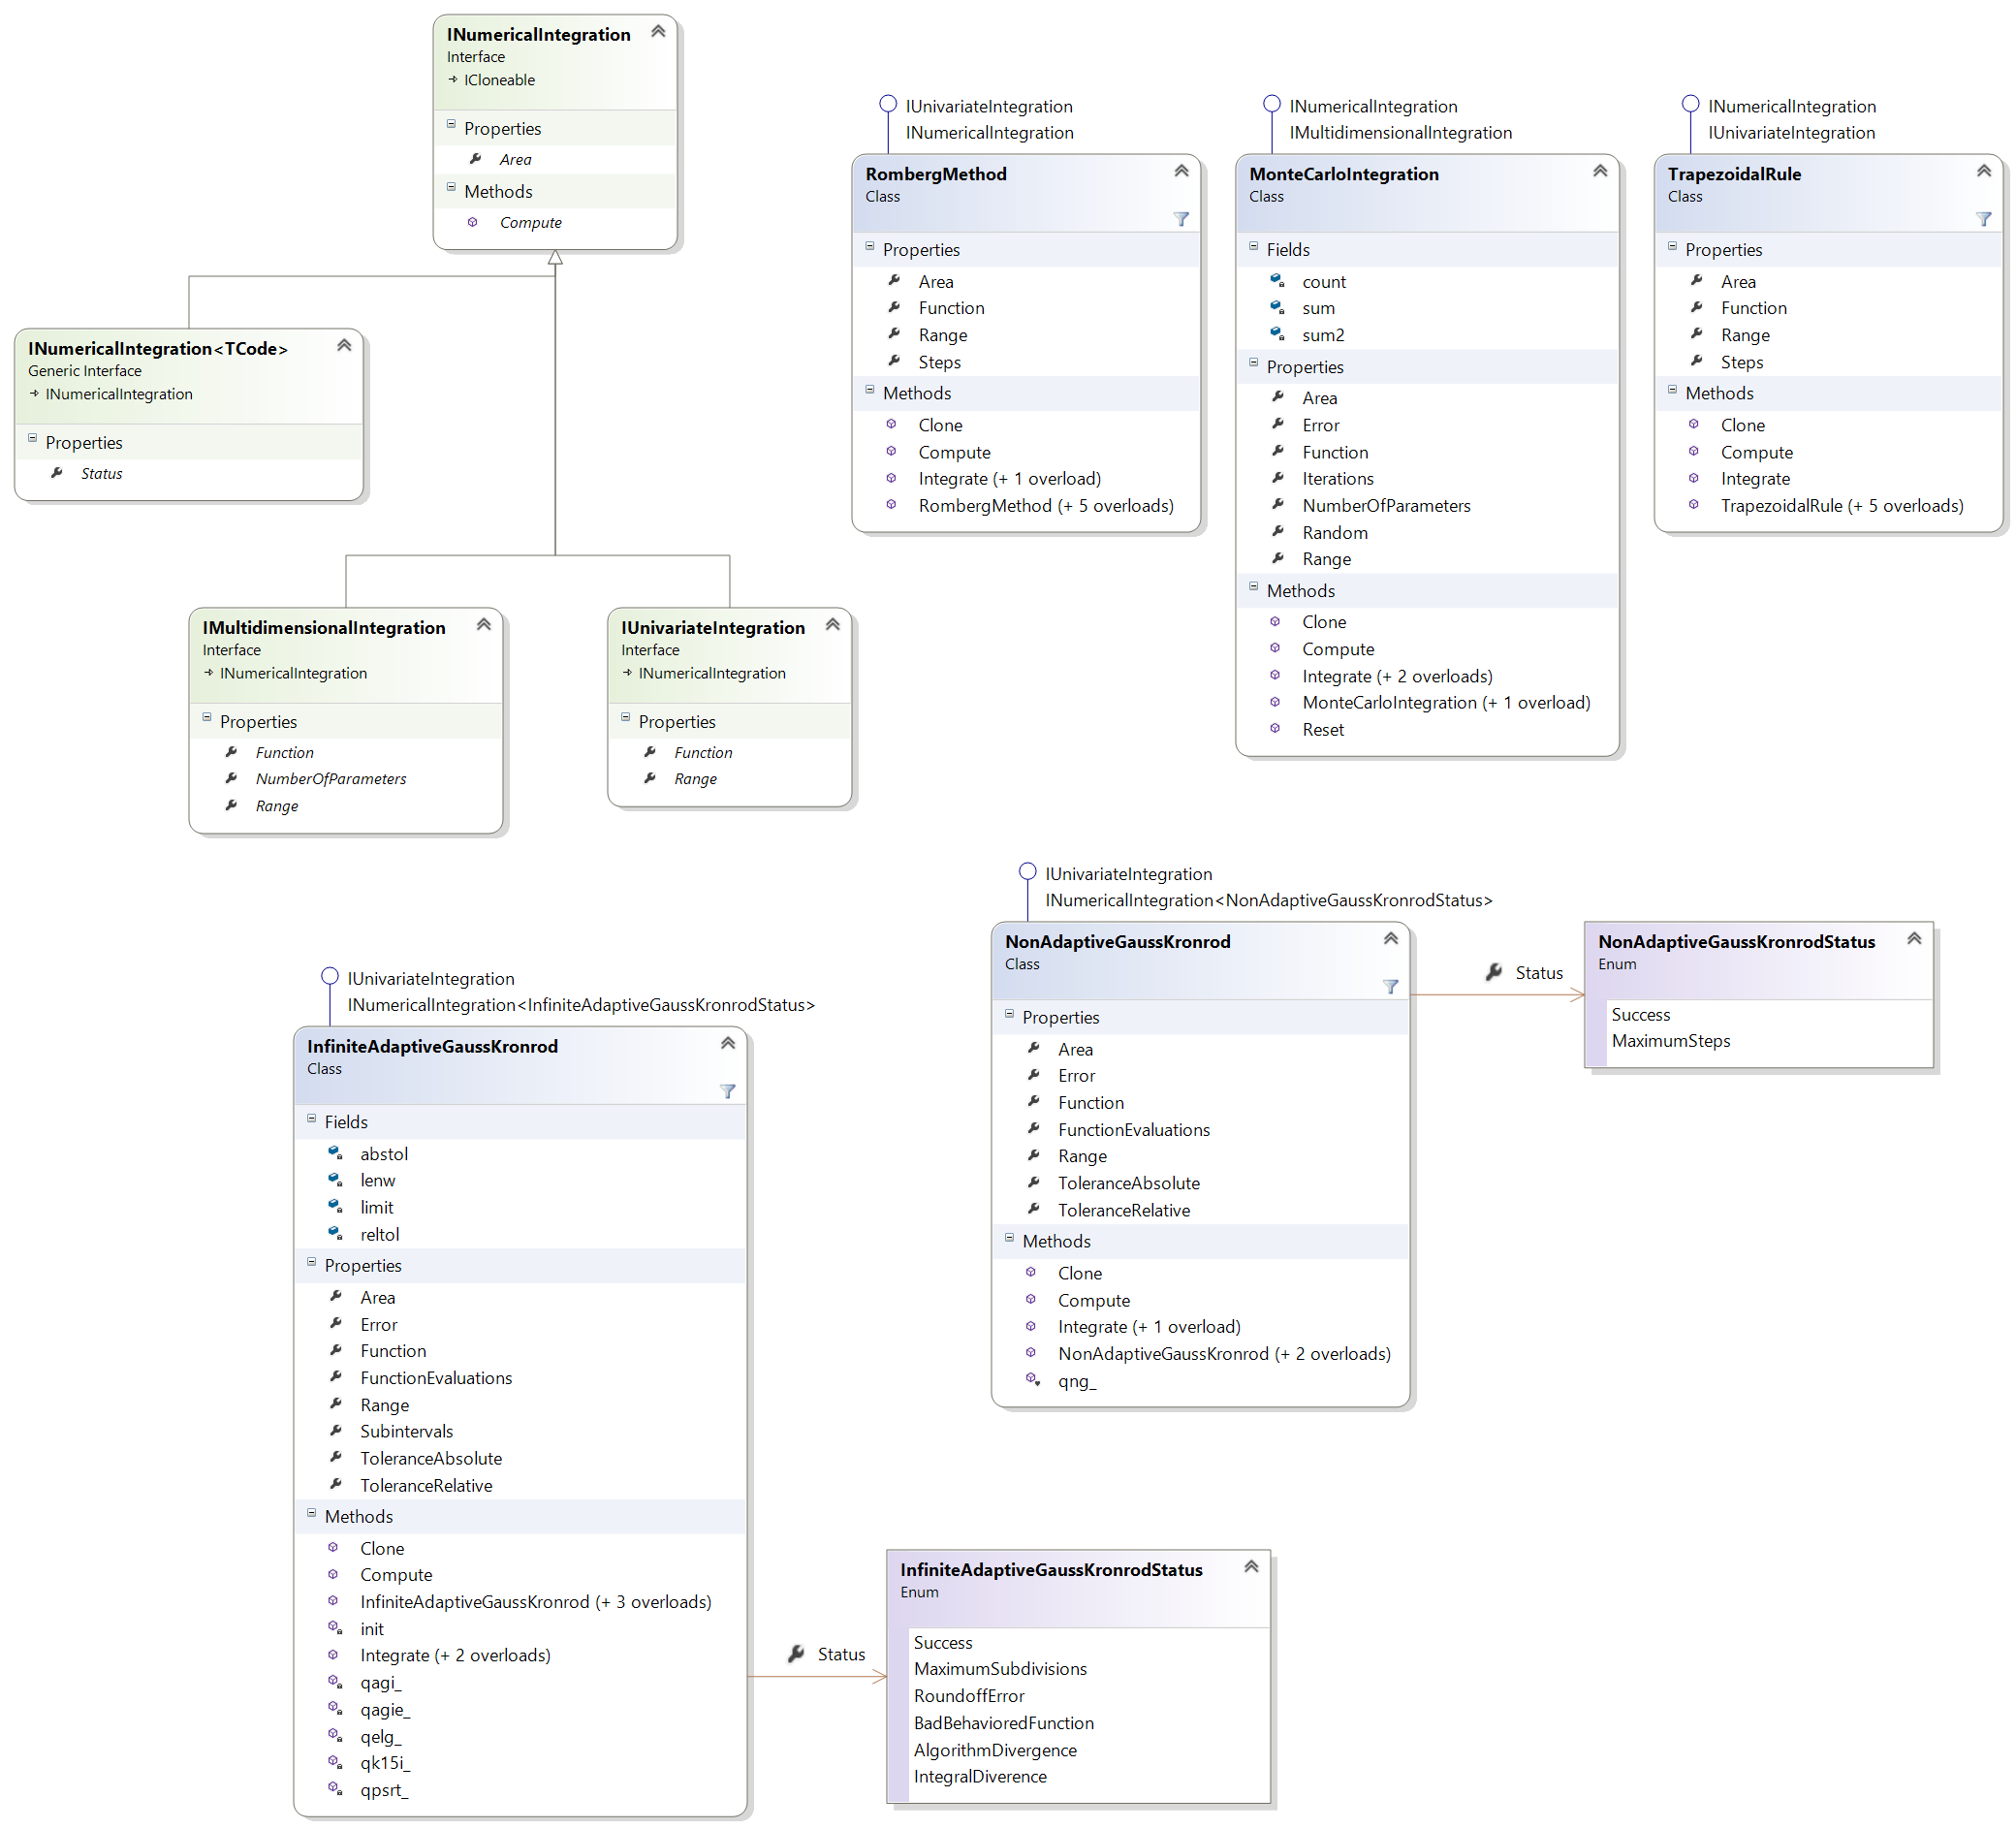 INumericalIntegration
Interface
ICloneable
Properties
Area
Methods
Compute
INumericalIntegration<TCode>
Generic Interface
INumericalIntegration
Properties
Status
IMultidimensionalIntegration
Interface
INumericalIntegration
Properties
Function
NumberOfParameters
Range
IUnivariateIntegration
Interface
INumericalIntegration
Properties
Function
Range
IUnivariateIntegration
INumericalIntegration
RombergMethod
Class
Properties
Area
Function
Range
Steps
Methods
Clone
Compute
Integrate (+ 1 overload)
RombergMethod (+ 5 overloads)
INumericalIntegration
IMultidimensionalIntegration
MonteCarloIntegration
Class
Fields
count
sum
sum2
Properties
Area
Error
Function
Iterations
NumberOfParameters
Random
Range
Methods
Clone
Compute
Integrate (+ 2 overloads)
MonteCarloIntegration (+ 1 overload)
Reset
INumericalIntegration
IUnivariateIntegration
TrapezoidalRule
Class
Properties
Area
Function
Range
Steps
Methods
Clone
Compute
Integrate
TrapezoidalRule (+ 5 overloads)
IUnivariateIntegration
INumericalIntegration<NonAdaptiveGaussKronrodStatus>
NonAdaptiveGaussKronrod
Class
Properties
Area
Error
Function
FunctionEvaluations
Range
ToleranceAbsolute
ToleranceRelative
Methods
Clone
Compute
Integrate (+ 1 overload)
NonAdaptiveGaussKronrod (+ 2 overloads)
qng_
Status
NonAdaptiveGaussKronrodStatus
Enum
Success
MaximumSteps
IUnivariateIntegration
INumericalIntegration<InfiniteAdaptiveGaussKronrodStatus>
InfiniteAdaptiveGaussKronrod
Class
Fields
abstol
lenw
limit
reltol
Properties
Area
Error
Function
FunctionEvaluations
Range
Subintervals
ToleranceAbsolute
ToleranceRelative
Methods
Clone
Compute
InfiniteAdaptiveGaussKronrod (+ 3 overloads)
init
Integrate (+ 2 overloads)
qagi_
qagie_
qelg_
qk15i_
qpsrt_
Status
InfiniteAdaptiveGaussKronrodStatus
Enum
Success
MaximumSubdivisions
RoundoffError
BadBehavioredFunction
AlgorithmDivergence
IntegralDiverence